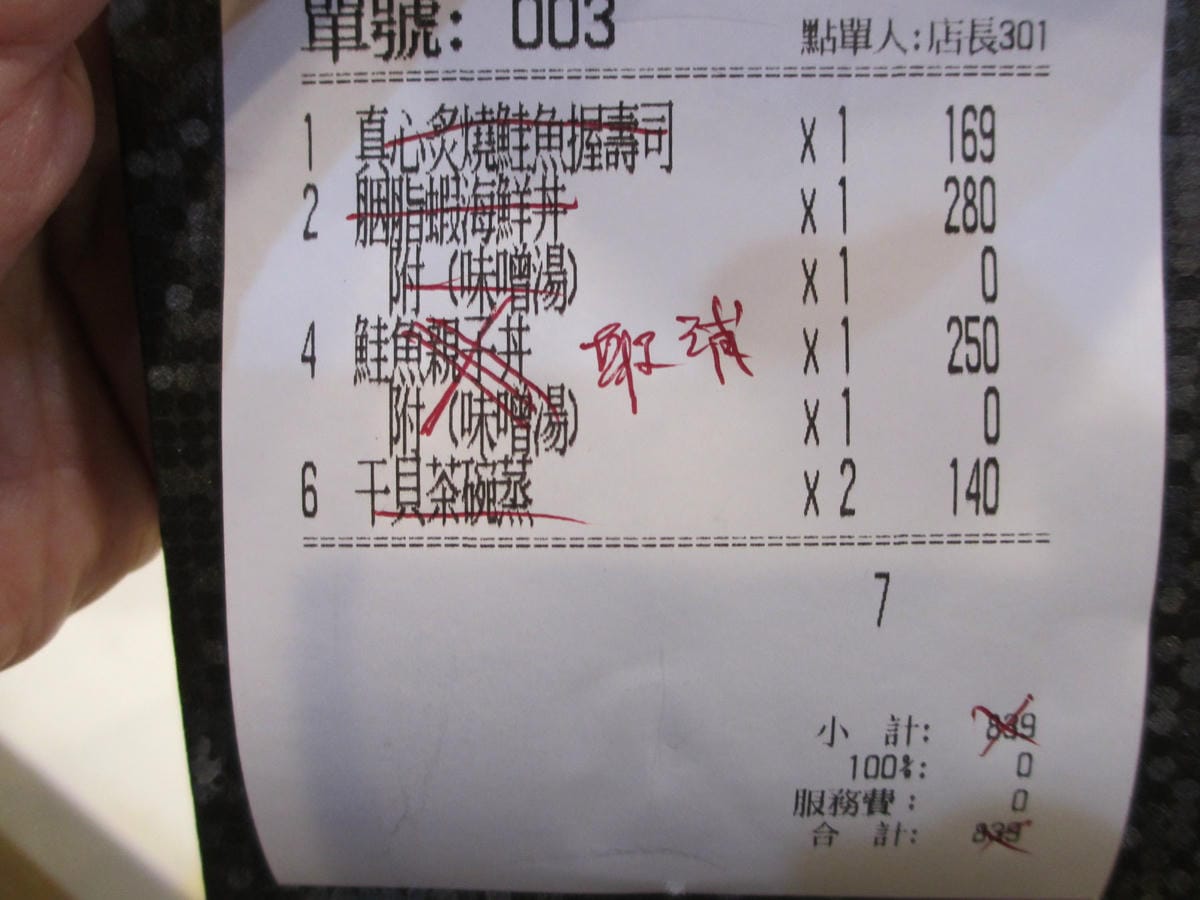 單號: 003
點單人:店長301
1 真心炙燒鮭魚握壽司 x 1 169
2 胭脂蝦海鮮丼 x 1 280
附 (味噌湯) x 1 0
4 鮭魚親子丼 x 1 250
附 (味噌湯) x 1 0
6 干貝茶碗蒸 x 2 140
7
小 計: 839
100%: 0
服務費: 0
合 計: 839